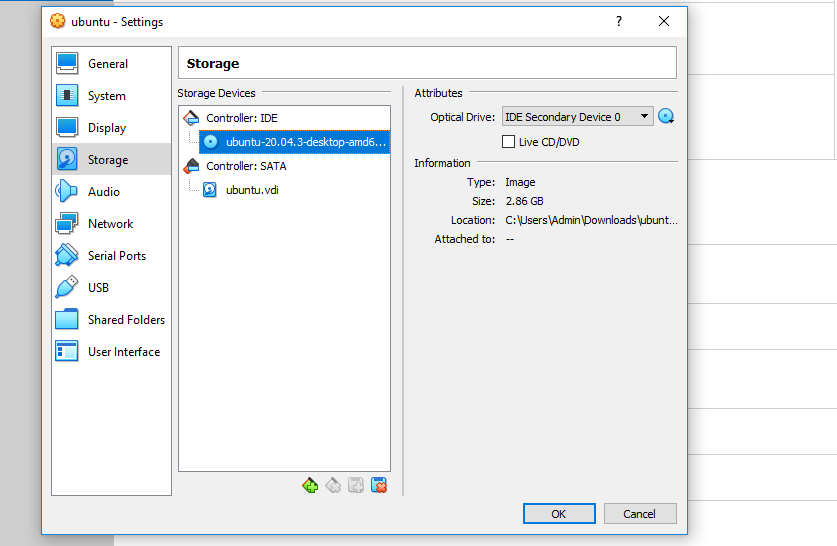 ubuntu - Settings
?
General
System
Display
Storage
Audio
Network
Serial Ports
USB
Shared Folders
User Interface
Storage
Storage Devices
Controller: IDE
ubuntu-20.04.3-desktop-amd6...
Controller: SATA
ubuntu.vdi
Attributes
Optical Drive: IDE Secondary Device 0
Live CD/DVD
Information
Type: Image
Size: 2.86 GB
Location: C:\Users\Admin\Downloads\ubunt...
Attached to: --
OK Cancel